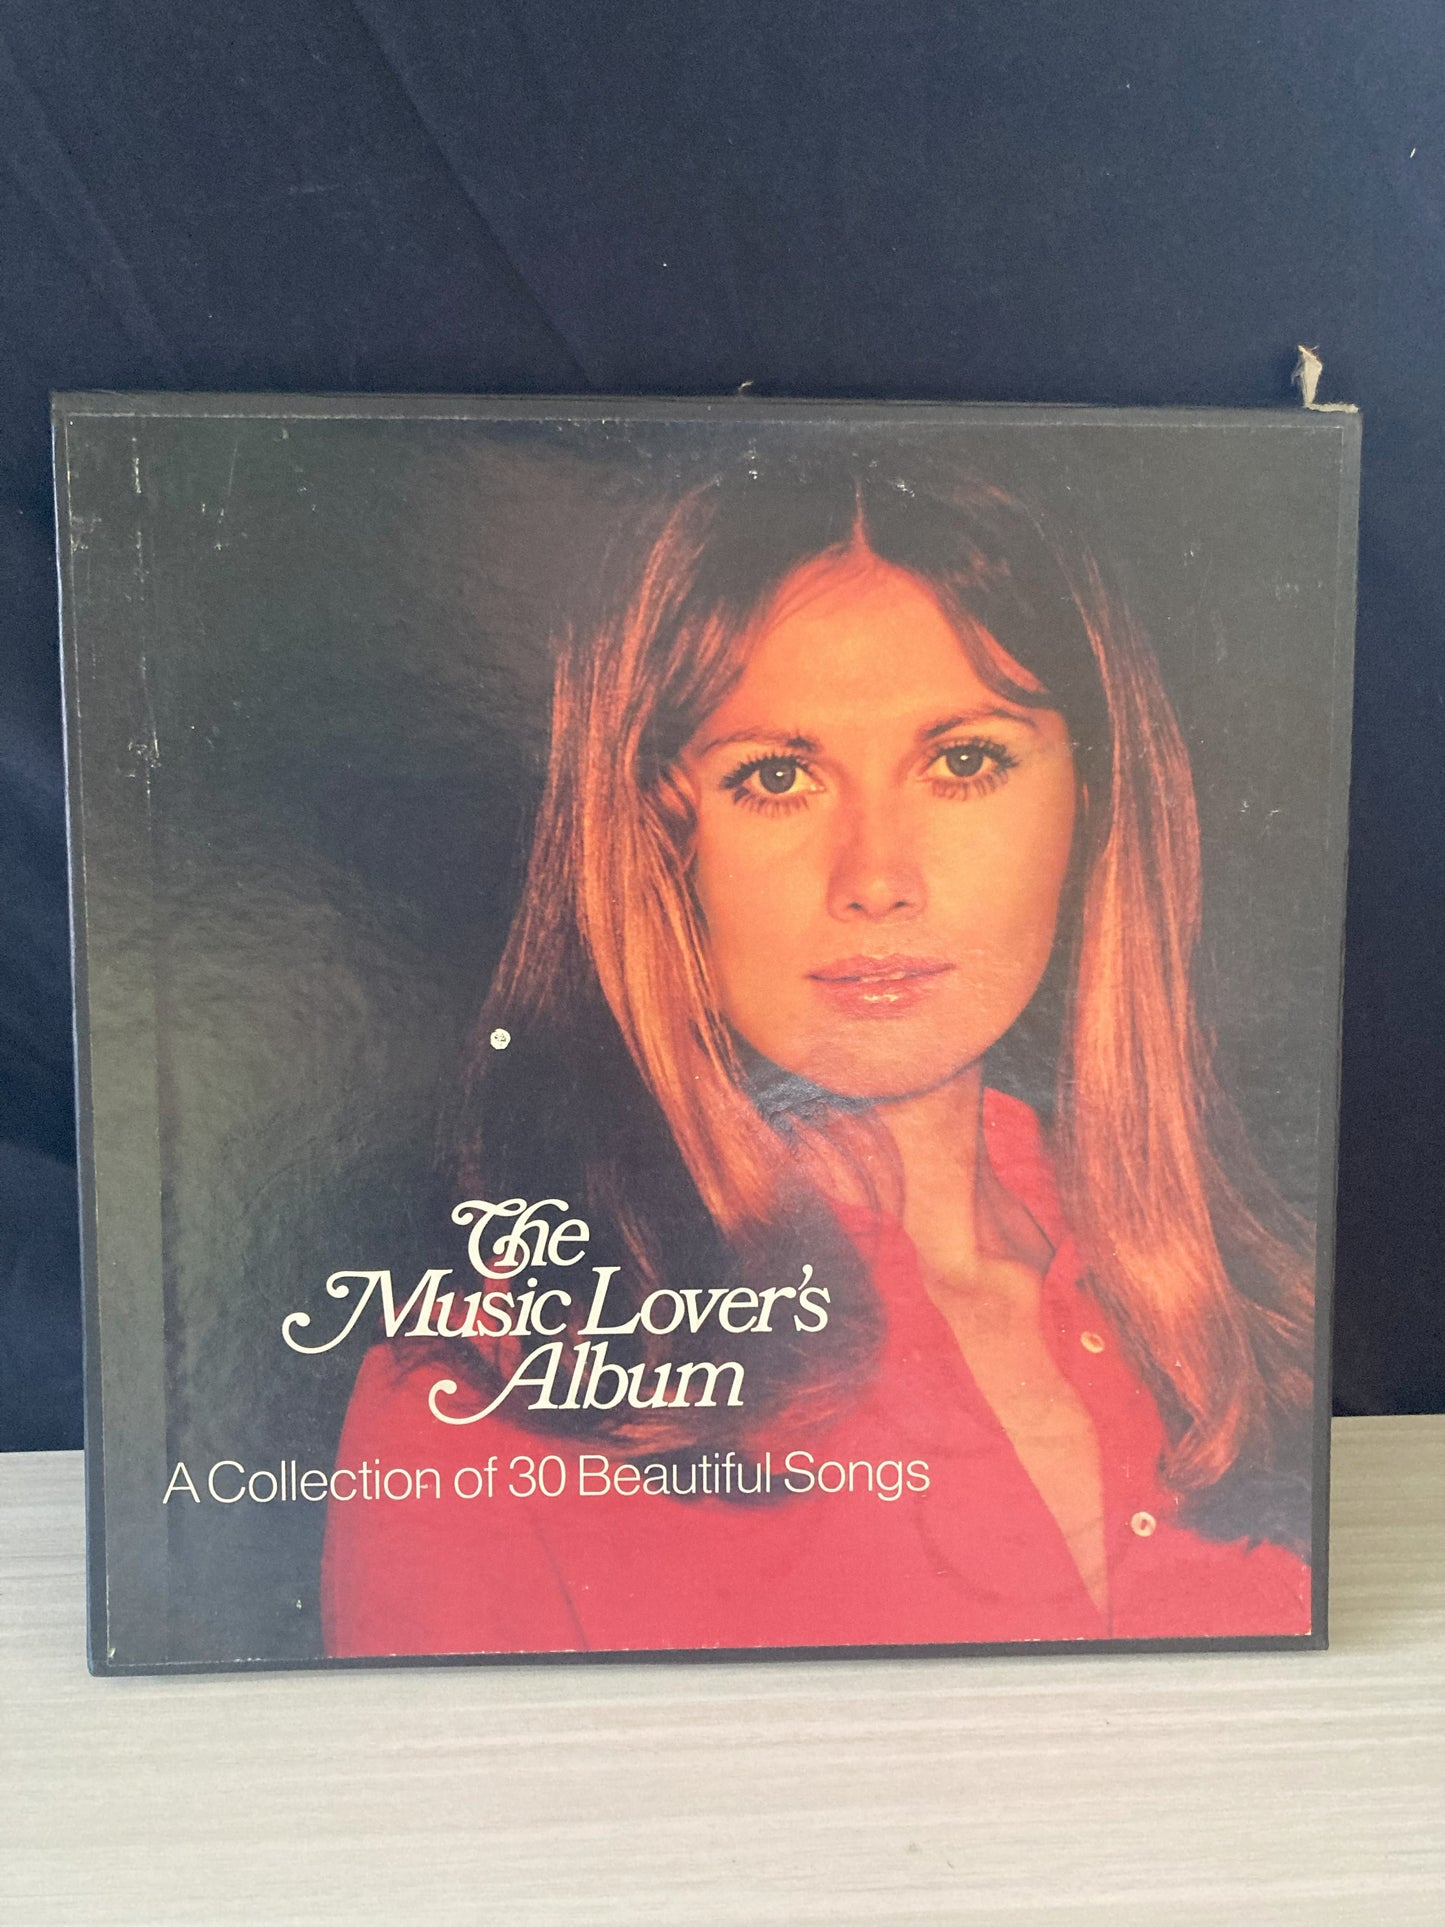 The
Music Lover's
Album
A Collection of 30 Beautiful Songs